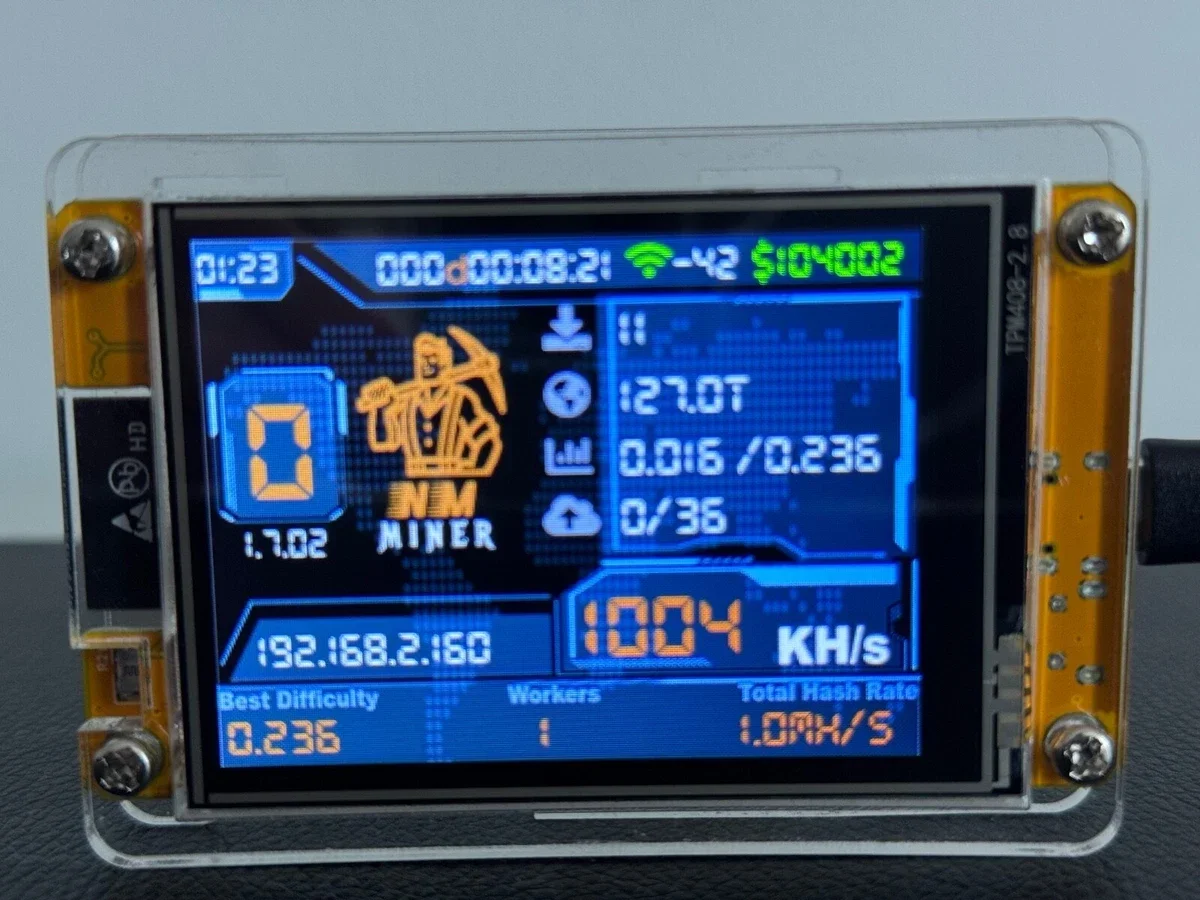 01:23 000d00:08:21 -42 $104002
11
127.0T
0.016 /0.236
0/36
0
NM
MINER
1.7.02
192.168.2.160
1004 KH/s
Best Difficulty Workers Total Hash Rate
0.236 1 1.0MH/S
TPM408-2.8
HD
Pb